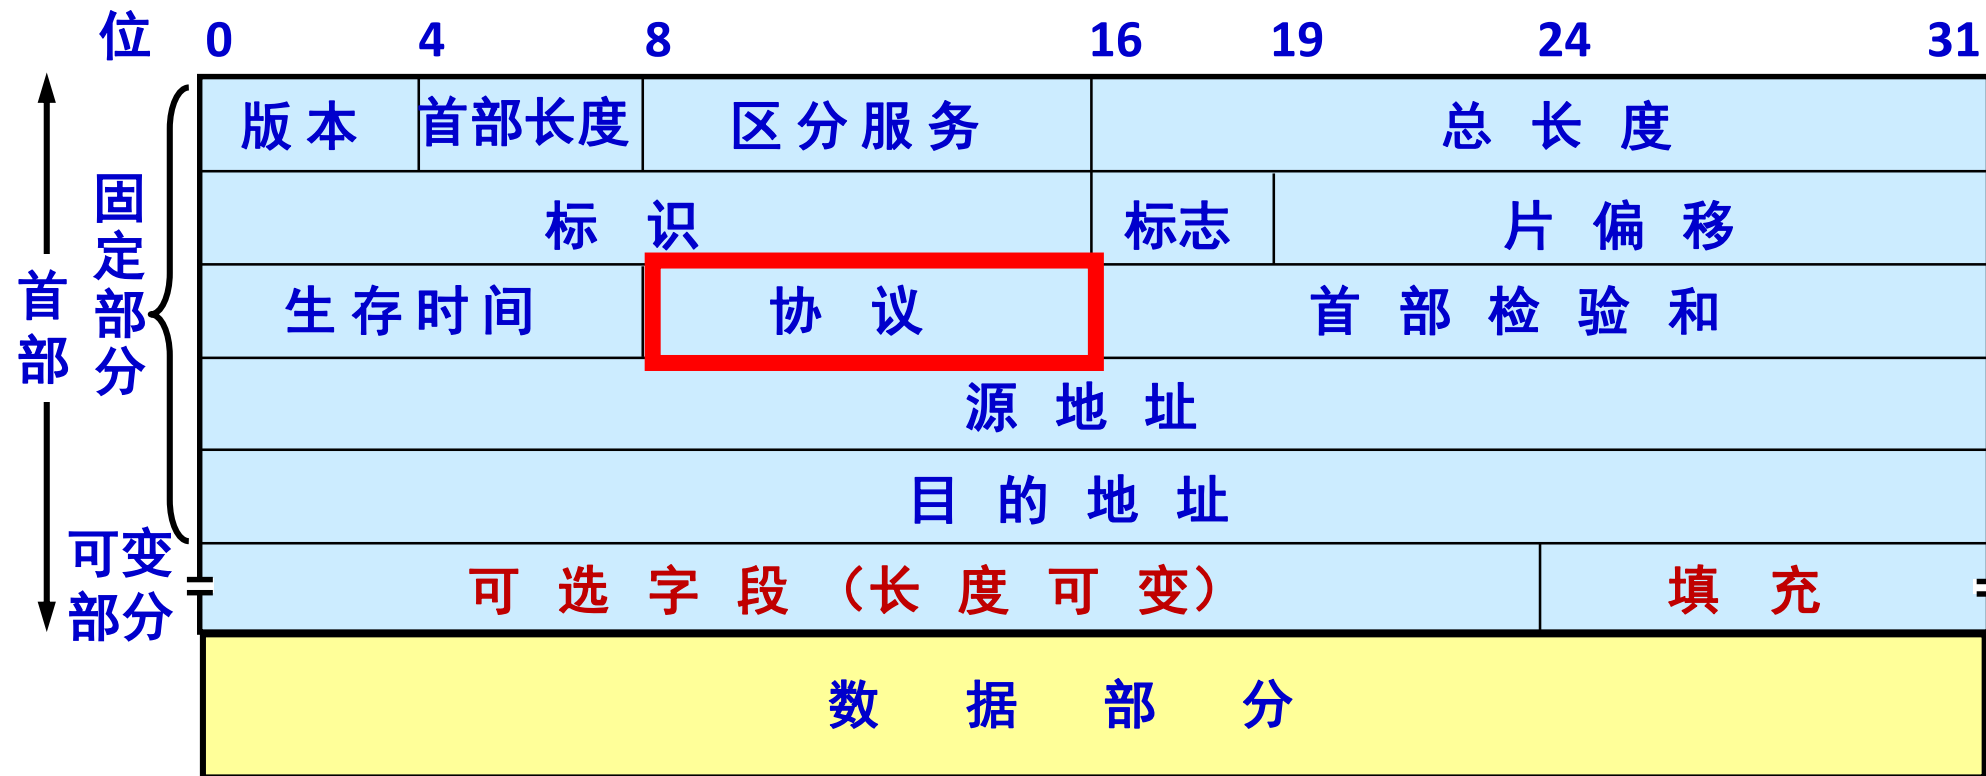 位 0 4 8 16 19 24 31
版本 首部长度 区分服务 总长度
标识 标志 片偏移
生存时间 协议 首部检验和
源地址
目的地址
可选字段（长度可变） 填充
数据部分
首部
固定部分
可变
部分